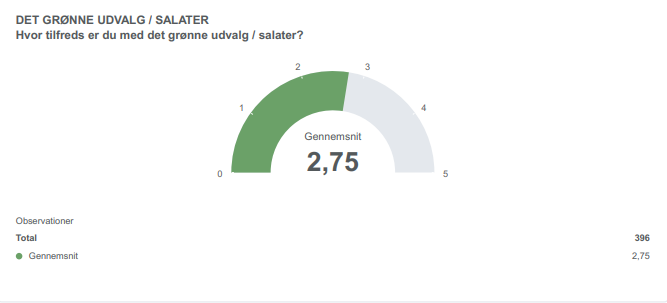 DET GRØNNE UDVALG / SALATER
Hvor tilfreds er du med det grønne udvalg / salater?
0
1
2
3
4
5
Gennemsnit
2,75
Observationer
Total 396
Gennemsnit 2,75